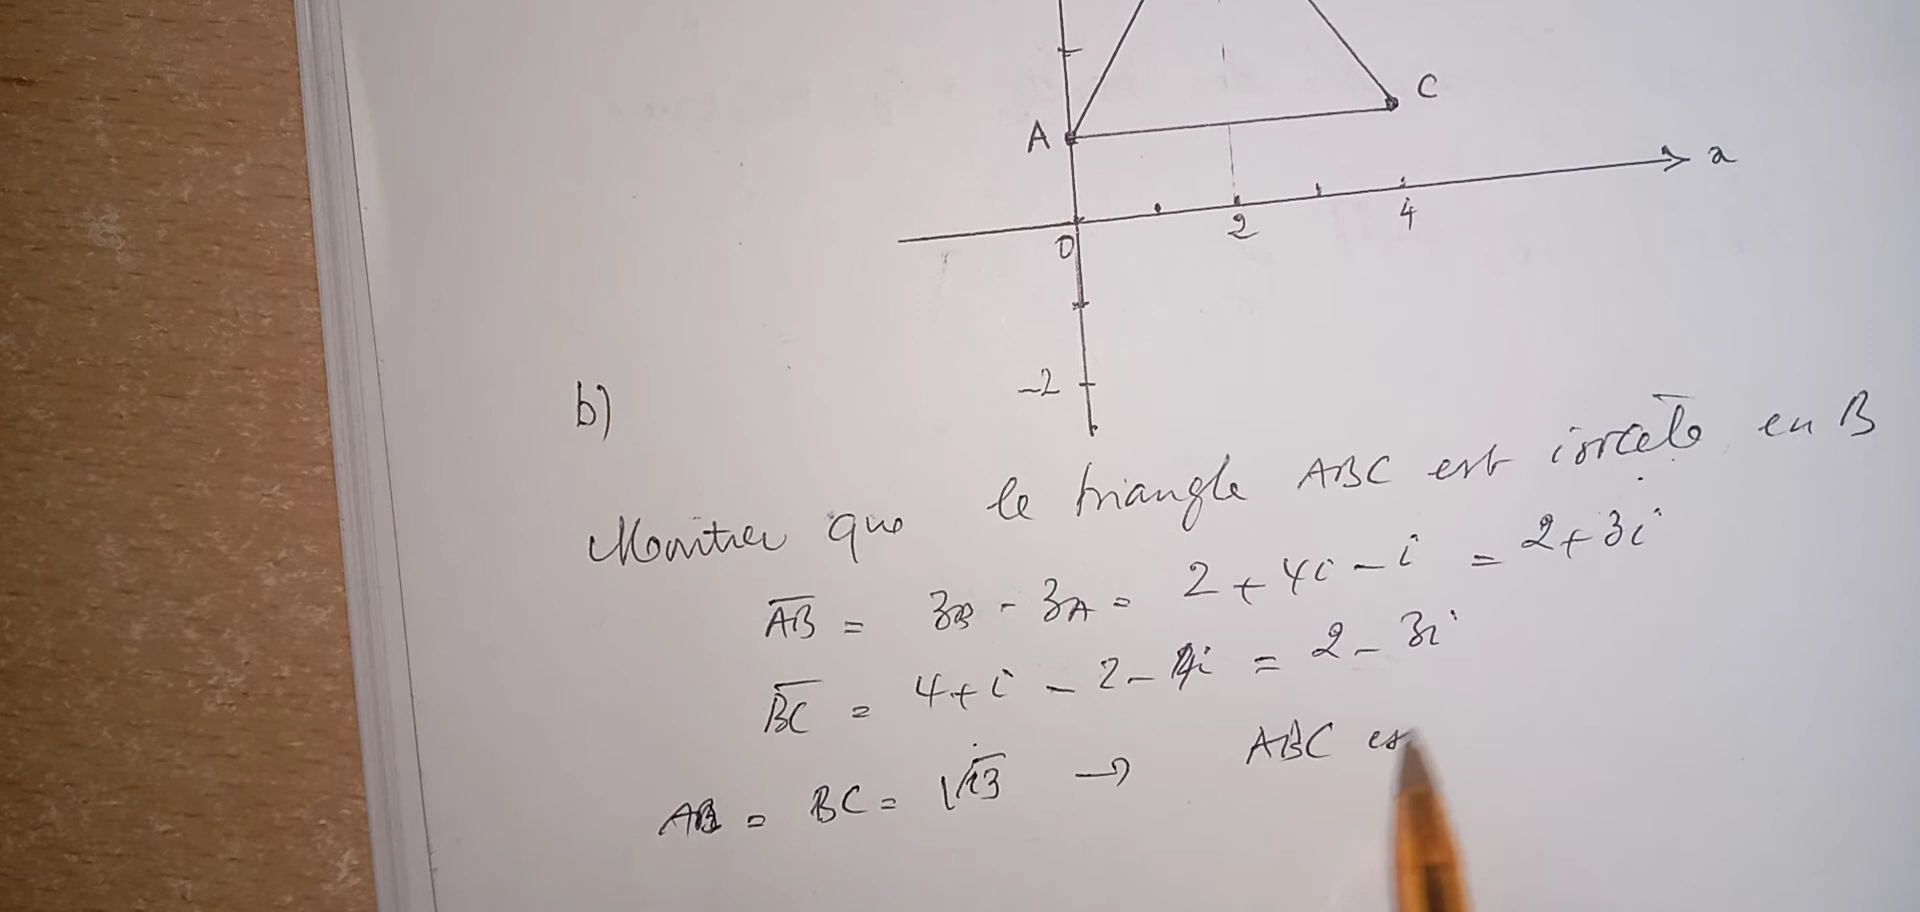 C
A
x
0 2 4
-2
b)
Montrer que le triangle ABC est isocèle en B
AB = zB - zA = 2 + 4i - i = 2 + 3i
BC = 4 + i - 2 - 4i = 2 - 3i
AB = BC = √13 → ABC es